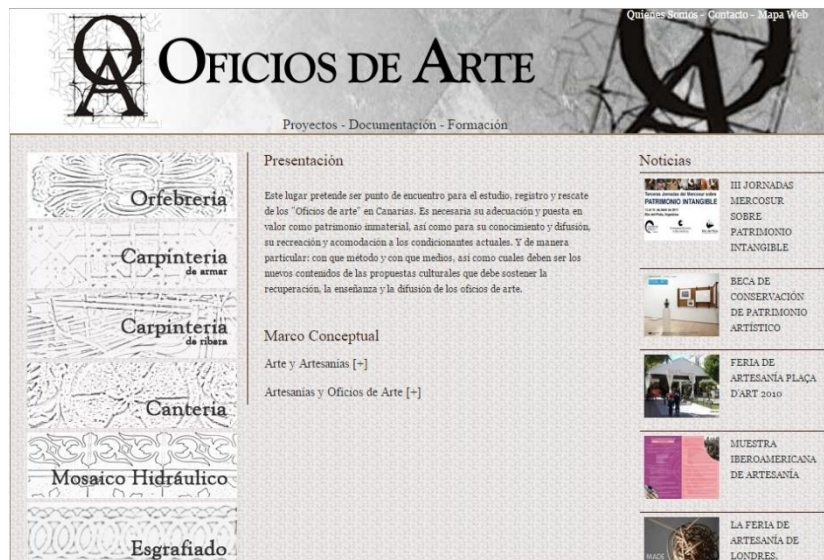 Quienes Somos - Contacto - Mapa Web
OA
OFICIOS DE ARTE
Proyectos - Documentación - Formación
Orfebreria
Carpinteria
de armar
Carpinteria
de ribera
Canteria
Mosaico Hidráulico
Esgrafiado
Presentación
Este lugar pretende ser punto de encuentro para el estudio, registro y rescate
de los "Oficios de arte" en Canarias. Es necesaria su adecuación y puesta en
valor como patrimonio inmaterial, así como para su conocimiento y difusión,
su recreación y acomodación a los condicionantes actuales. Y de manera
particular: con que método y con que medios, así como cuales deben ser los
nuevos contenidos de las propuestas culturales que debe sostener la
recuperación, la enseñanza y la difusión de los oficios de arte.
Marco Conceptual
Arte y Artesanías [+]
Artesanias y Oficios de Arte [+]
Noticias
PATRIMONIO INTANGIBLE
III JORNADAS
MERCOSUR
SOBRE
PATRIMONIO
INTANGIBLE
BECA DE
CONSERVACIÓN
DE PATRIMONIO
ARTÍSTICO
FERIA DE
ARTESANÍA PLAÇA
D'ART 2010
MUESTRA
IBEROAMERICANA
DE ARTESANÍA
MADE
LA FERIA DE
ARTESANÍA DE
LONDRES,